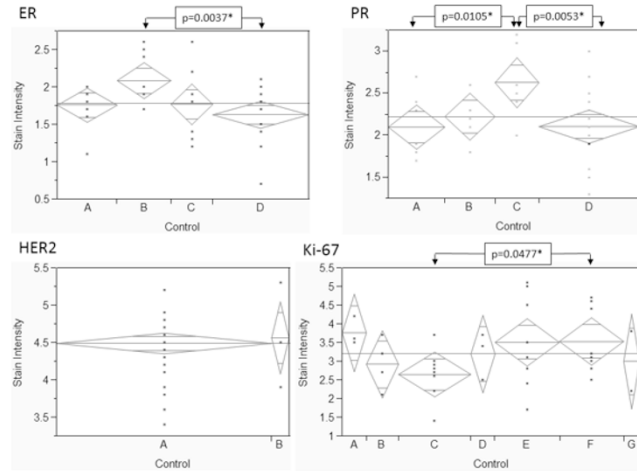 ER
p=0.0037*
Stain Intensity
2.5
2
1.5
1
0.5
A
B
C
D
Control
PR
p=0.0105*
p=0.0053*
Stain Intensity
3
2.5
2
1.5
A
B
C
D
Control
HER2
Stain Intensity
5.5
5
4.5
4
3.5
A
B
Control
Ki-67
p=0.0477*
Stain Intensity
5.5
5
4.5
4
3.5
3
2.5
2
1.5
1
A
B
C
D
E
F
G
Control